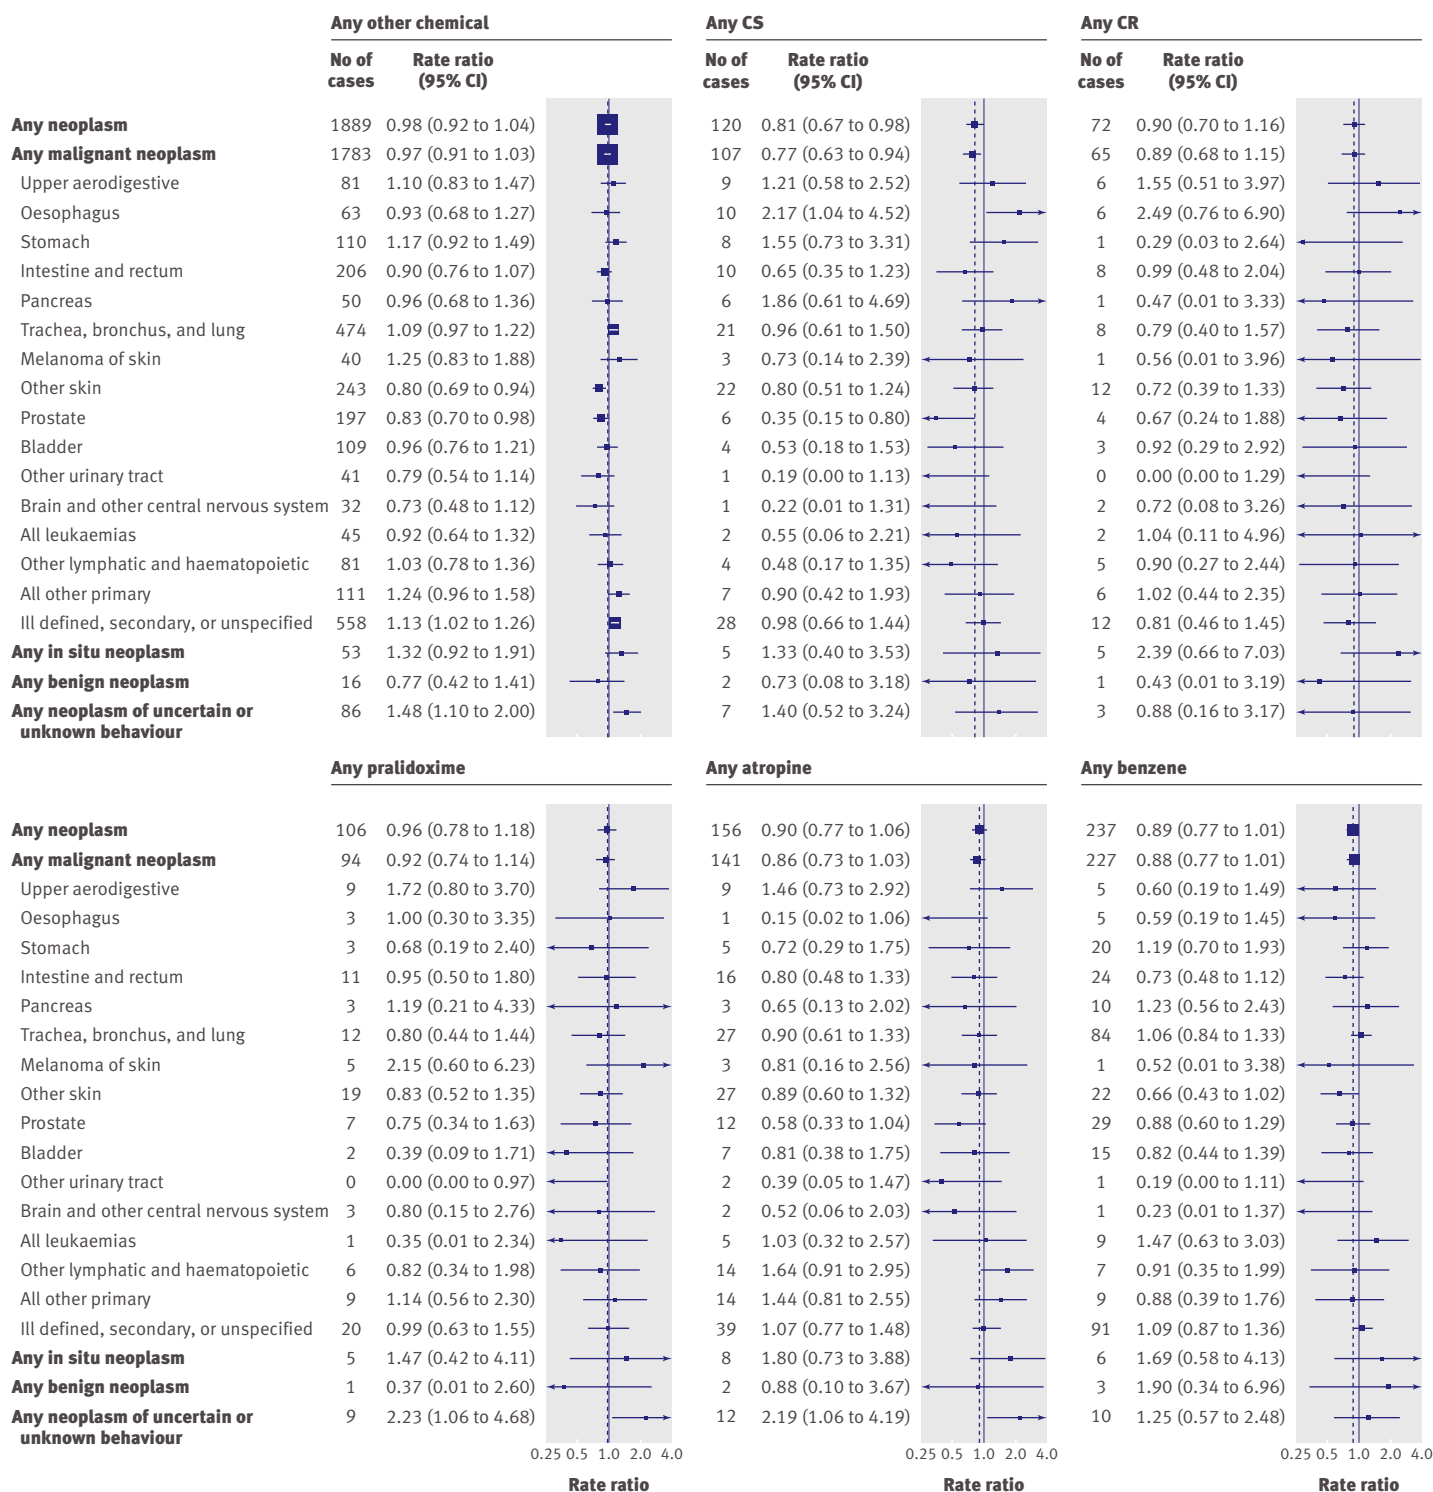 Any other chemical Any CS Any CR
No of cases Rate ratio (95% CI) No of cases Rate ratio (95% CI) No of cases Rate ratio (95% CI)
Any neoplasm 1889 0.98 (0.92 to 1.04) 120 0.81 (0.67 to 0.98) 72 0.90 (0.70 to 1.16)
Any malignant neoplasm 1783 0.97 (0.91 to 1.03) 107 0.77 (0.63 to 0.94) 65 0.89 (0.68 to 1.15)
Upper aerodigestive 81 1.10 (0.83 to 1.47) 9 1.21 (0.58 to 2.52) 6 1.55 (0.51 to 3.97)
Oesophagus 63 0.93 (0.68 to 1.27) 10 2.17 (1.04 to 4.52) 6 2.49 (0.76 to 6.90)
Stomach 110 1.17 (0.92 to 1.49) 8 1.55 (0.73 to 3.31) 1 0.29 (0.03 to 2.64)
Intestine and rectum 206 0.90 (0.76 to 1.07) 10 0.65 (0.35 to 1.23) 8 0.99 (0.48 to 2.04)
Pancreas 50 0.96 (0.68 to 1.36) 6 1.86 (0.61 to 4.69) 1 0.47 (0.01 to 3.33)
Trachea, bronchus, and lung 474 1.09 (0.97 to 1.22) 21 0.96 (0.61 to 1.50) 8 0.79 (0.40 to 1.57)
Melanoma of skin 40 1.25 (0.83 to 1.88) 3 0.73 (0.14 to 2.39) 1 0.56 (0.01 to 3.96)
Other skin 243 0.80 (0.69 to 0.94) 22 0.80 (0.51 to 1.24) 12 0.72 (0.39 to 1.33)
Prostate 197 0.83 (0.70 to 0.98) 6 0.35 (0.15 to 0.80) 4 0.67 (0.24 to 1.88)
Bladder 109 0.96 (0.76 to 1.21) 4 0.53 (0.18 to 1.53) 3 0.92 (0.29 to 2.92)
Other urinary tract 41 0.79 (0.54 to 1.14) 1 0.19 (0.00 to 1.13) 0 0.00 (0.00 to 1.29)
Brain and other central nervous system 32 0.73 (0.48 to 1.12) 1 0.22 (0.01 to 1.31) 2 0.72 (0.08 to 3.26)
All leukaemias 45 0.92 (0.64 to 1.32) 2 0.55 (0.06 to 2.21) 2 1.04 (0.11 to 4.96)
Other lymphatic and haematopoietic 81 1.03 (0.78 to 1.36) 4 0.48 (0.17 to 1.35) 5 0.90 (0.27 to 2.44)
All other primary 111 1.24 (0.96 to 1.58) 7 0.90 (0.42 to 1.93) 6 1.02 (0.44 to 2.35)
Ill defined, secondary, or unspecified 558 1.13 (1.02 to 1.26) 28 0.98 (0.66 to 1.44) 12 0.81 (0.46 to 1.45)
Any in situ neoplasm 53 1.32 (0.92 to 1.91) 5 1.33 (0.40 to 3.53) 5 2.39 (0.66 to 7.03)
Any benign neoplasm 16 0.77 (0.42 to 1.41) 2 0.73 (0.08 to 3.18) 1 0.43 (0.01 to 3.19)
Any neoplasm of uncertain or 86 1.48 (1.10 to 2.00) 7 1.40 (0.52 to 3.24) 3 0.88 (0.16 to 3.17)
unknown behaviour
Any pralidoxime Any atropine Any benzene
Any neoplasm 106 0.96 (0.78 to 1.18) 156 0.90 (0.77 to 1.06) 237 0.89 (0.77 to 1.01)
Any malignant neoplasm 94 0.92 (0.74 to 1.14) 141 0.86 (0.73 to 1.03) 227 0.88 (0.77 to 1.01)
Upper aerodigestive 9 1.72 (0.80 to 3.70) 9 1.46 (0.73 to 2.92) 5 0.60 (0.19 to 1.49)
Oesophagus 3 1.00 (0.30 to 3.35) 1 0.15 (0.02 to 1.06) 5 0.59 (0.19 to 1.45)
Stomach 3 0.68 (0.19 to 2.40) 5 0.72 (0.29 to 1.75) 20 1.19 (0.70 to 1.93)
Intestine and rectum 11 0.95 (0.50 to 1.80) 16 0.80 (0.48 to 1.33) 24 0.73 (0.48 to 1.12)
Pancreas 3 1.19 (0.21 to 4.33) 3 0.65 (0.13 to 2.02) 10 1.23 (0.56 to 2.43)
Trachea, bronchus, and lung 12 0.80 (0.44 to 1.44) 27 0.90 (0.61 to 1.33) 84 1.06 (0.84 to 1.33)
Melanoma of skin 5 2.15 (0.60 to 6.23) 3 0.81 (0.16 to 2.56) 1 0.52 (0.01 to 3.38)
Other skin 19 0.83 (0.52 to 1.35) 27 0.89 (0.60 to 1.32) 22 0.66 (0.43 to 1.02)
Prostate 7 0.75 (0.34 to 1.63) 12 0.58 (0.33 to 1.04) 29 0.88 (0.60 to 1.29)
Bladder 2 0.39 (0.09 to 1.71) 7 0.81 (0.38 to 1.75) 15 0.82 (0.44 to 1.39)
Other urinary tract 0 0.00 (0.00 to 0.97) 2 0.39 (0.05 to 1.47) 1 0.19 (0.00 to 1.11)
Brain and other central nervous system 3 0.80 (0.15 to 2.76) 2 0.52 (0.06 to 2.03) 1 0.23 (0.01 to 1.37)
All leukaemias 1 0.35 (0.01 to 2.34) 5 1.03 (0.32 to 2.57) 9 1.47 (0.63 to 3.03)
Other lymphatic and haematopoietic 6 0.82 (0.34 to 1.98) 14 1.64 (0.91 to 2.95) 7 0.91 (0.35 to 1.99)
All other primary 9 1.14 (0.56 to 2.30) 14 1.44 (0.81 to 2.55) 9 0.88 (0.39 to 1.76)
Ill defined, secondary, or unspecified 20 0.99 (0.63 to 1.55) 39 1.07 (0.77 to 1.48) 91 1.09 (0.87 to 1.36)
Any in situ neoplasm 5 1.47 (0.42 to 4.11) 8 1.80 (0.73 to 3.88) 6 1.69 (0.58 to 4.13)
Any benign neoplasm 1 0.37 (0.01 to 2.60) 2 0.88 (0.10 to 3.67) 3 1.90 (0.34 to 6.96)
Any neoplasm of uncertain or 9 2.23 (1.06 to 4.68) 12 2.19 (1.06 to 4.19) 10 1.25 (0.57 to 2.48)
unknown behaviour
0.25 0.5 1.0 2.0 4.0 0.25 0.5 1.0 2.0 4.0 0.25 0.5 1.0 2.0 4.0
Rate ratio Rate ratio Rate ratio